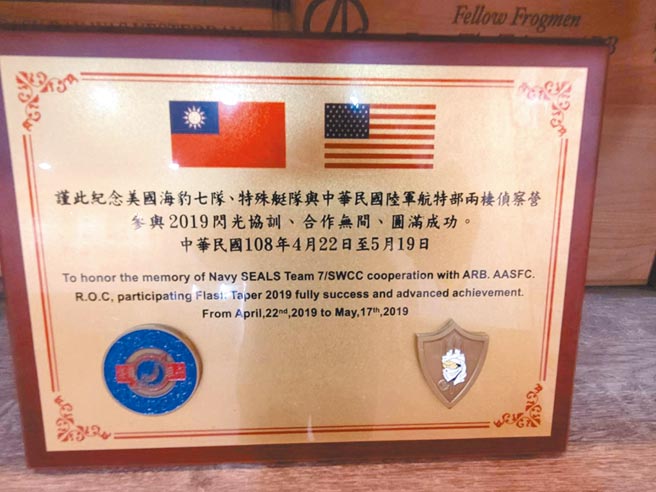 Fellow Frogmen
謹此紀念美國海豹七隊、特殊艇隊與中華民國陸軍航特部兩棲偵察營
參與2019閃光協訓、合作無間、圓滿成功。
中華民國108年4月22日至5月19日
To honor the memory of Navy SEALS Team 7/SWCC cooperation with ARB. AASFC.
R.O.C, participating Flash Taper 2019 fully success and advanced achievement.
From April,22nd,2019 to May,17th,2019